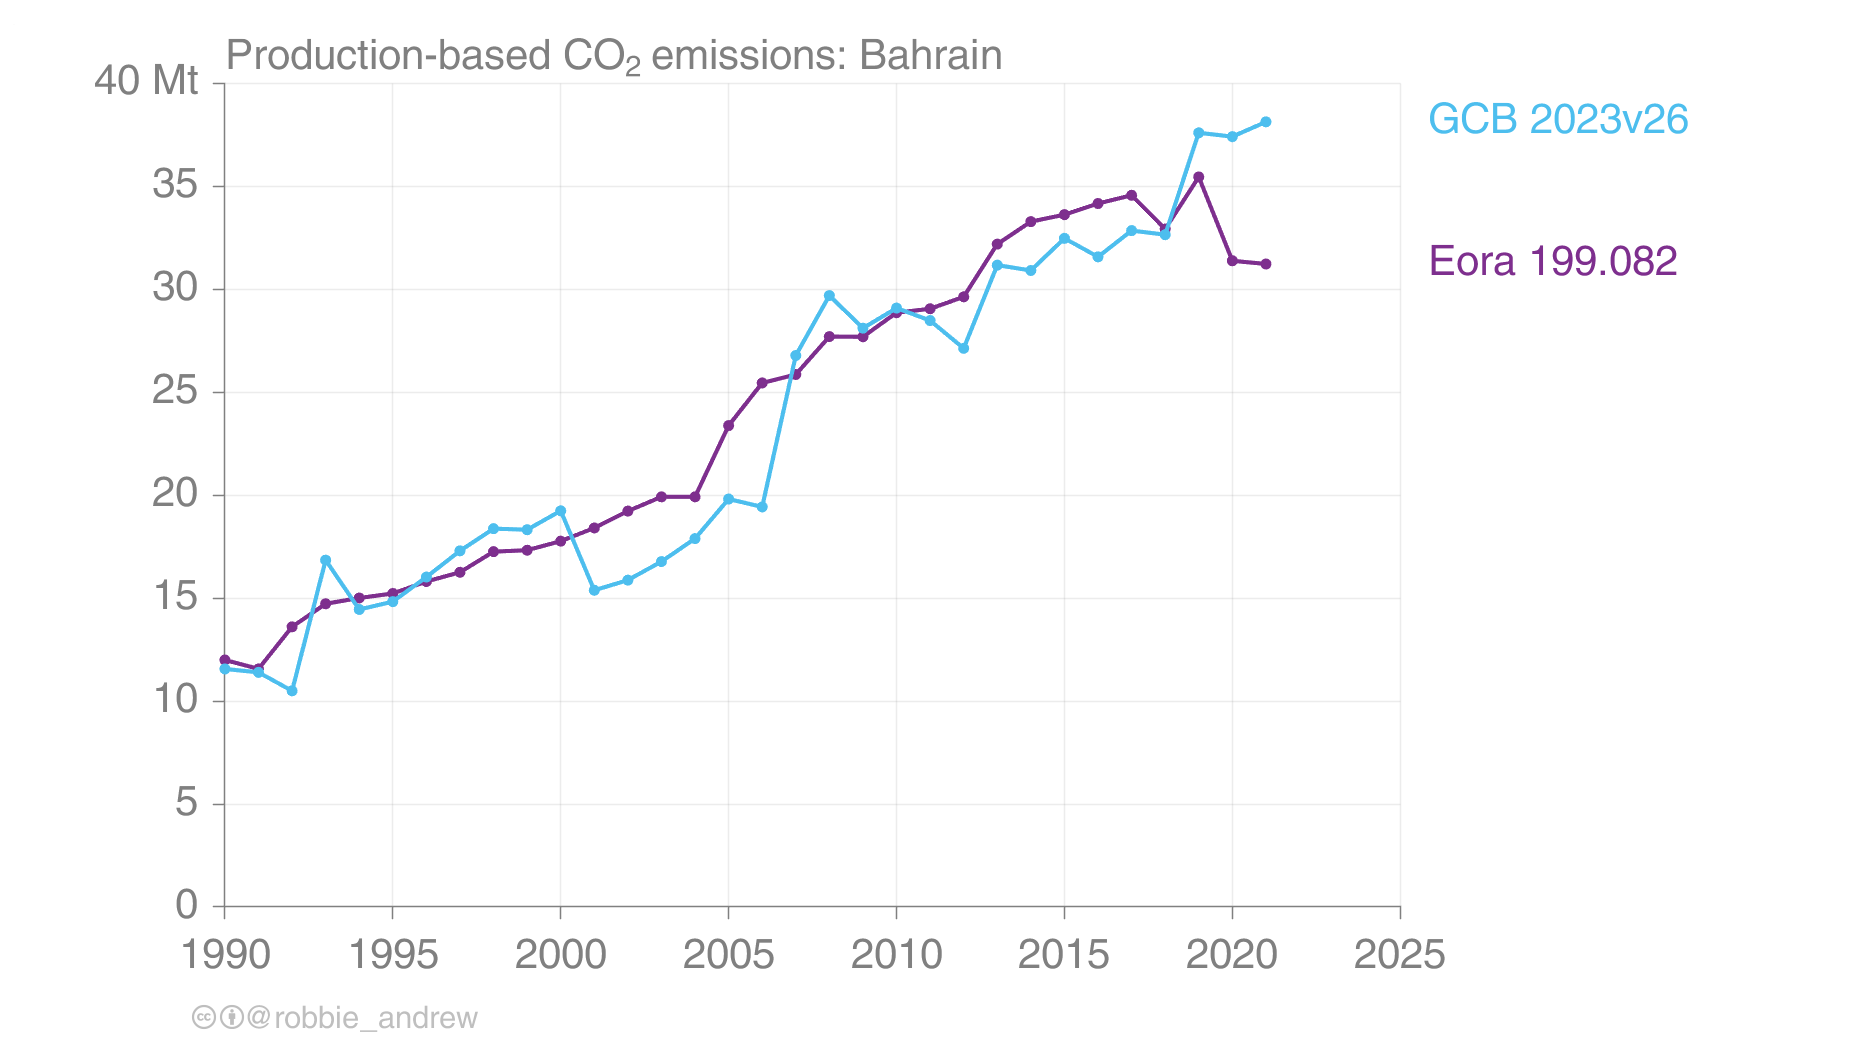 Production-based CO₂ emissions: Bahrain
40 Mt
35
30
25
20
15
10
5
0
1990 1995 2000 2005 2010 2015 2020 2025
GCB 2023v26
Eora 199.082
cc @robbie_andrew